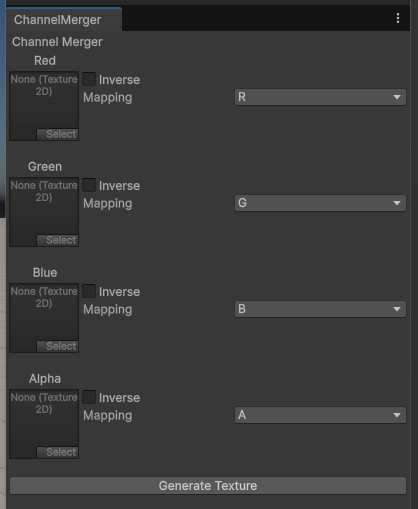 ChannelMerger
Channel Merger
Red
None (Texture 2D)
Select
Inverse
Mapping
R
Green
None (Texture 2D)
Select
Inverse
Mapping
G
Blue
None (Texture 2D)
Select
Inverse
Mapping
B
Alpha
None (Texture 2D)
Select
Inverse
Mapping
A
Generate Texture